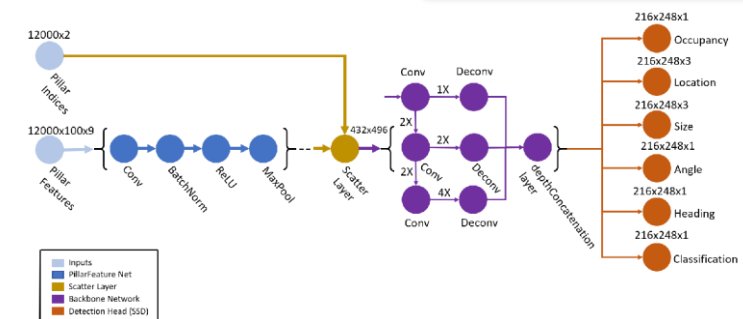 12000x2
Pillar
Indices
12000x100x9
Pillar
Features
Conv
BatchNorm
ReLU
MaxPool
Scatter
Layer
432x496
Conv
Deconv
1X
2X
2X
Conv
Deconv
2X
4X
Conv
Deconv
depthConcatenation
layer
216x248x1
Occupancy
216x248x3
Location
216x248x3
Size
216x248x1
Angle
216x248x1
Heading
216x248x1
Classification
Inputs
PillarFeature Net
Scatter Layer
Backbone Network
Detection Head (SSD)